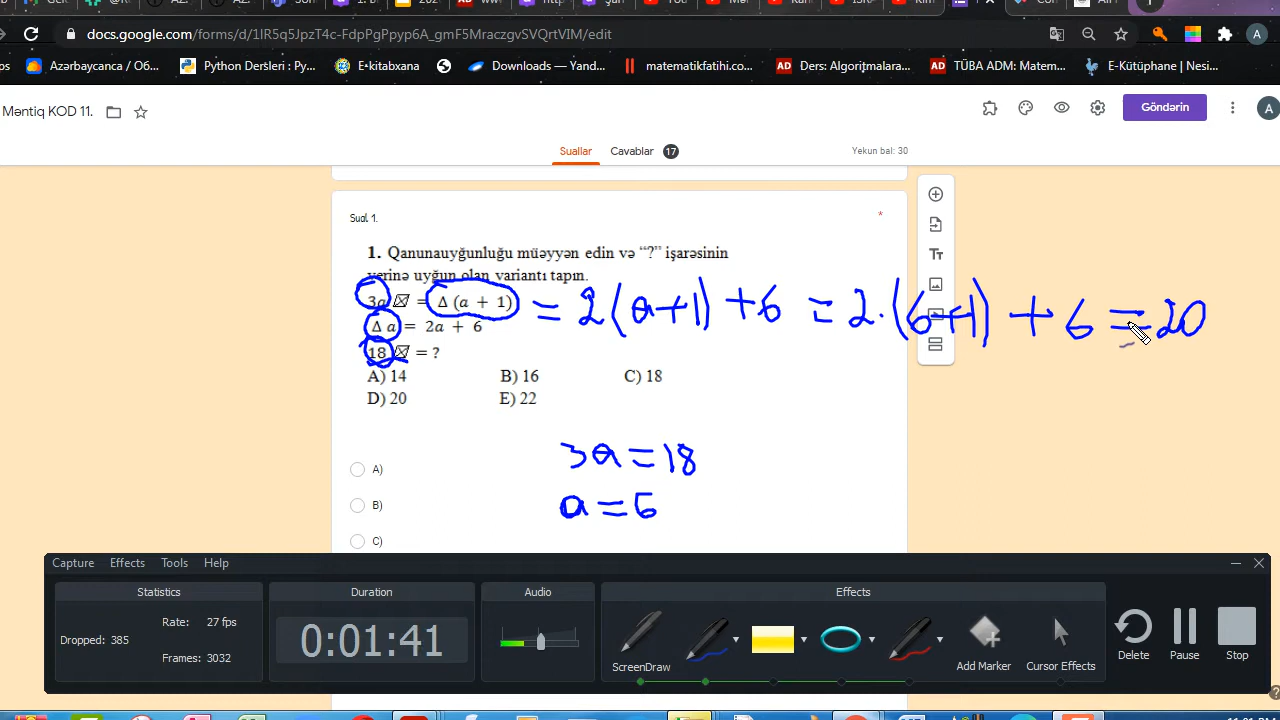 docs.google.com/forms/d/1lR5q5JpzT4c-FdpPgPpyp6A_gmF5MraozgvSVQrtVIM/edit
Azərbaycanca / Об...
Python Dərsləri : Py...
E•kitabxana
Downloads — Yand...
matematikfatihi.co...
Ders: Algoritmalara...
TÜBA ADM: Matem...
E-Kütüphane | Nesi...
Məntiq KOD 11.
Göndərin
A
Suallar
Cavablar 17
Yekun bal: 30
Sual 1.
*
1. Qanunauyğunluğu müəyyən edin və “?” işarəsinin
yerinə uyğun olan variantı tapın.
3a☐ = Δ (a + 1) = 2(a+1) + 6 = 2·(6+1) + 6 = 20
Δ a = 2a + 6
18☐ = ?
A) 14 B) 16 C) 18
D) 20 E) 22
3a = 18
a = 6
A)
B)
C)
Capture Effects Tools Help
Statistics Duration Audio Effects
Dropped: 385
Rate: 27 fps
Frames: 3032
0:01:41
ScreenDraw
Add Marker
Cursor Effects
Delete
Pause
Stop